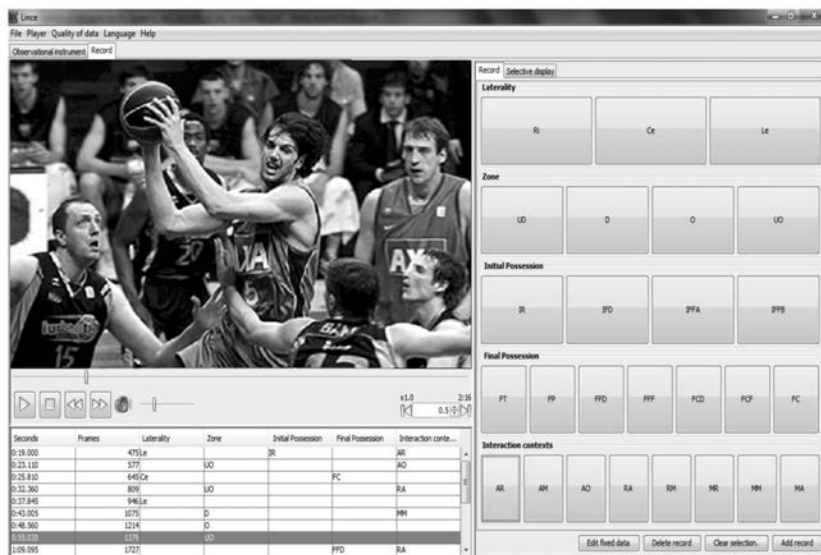 Lince
File Player Quality of data Language Help
Observational instrument Record
Record Selective display
Laterality
Ri Ce Le
Zone
UD D O UO
Initial Possession
IR IFD IFFA IFFB
Final Possession
FT FP FPD FFF FCD FCF FC
Interaction contexts
AR AM AO RA RM MR MM MA
Edit fixed data Delete record Clear selection. Add record
20
AXA
AX
6
15
x1.0 2:16
0.5
Seconds Frames Laterality Zone Initial Possession Final Possession Interaction conte...
0:19.000 475 Le IR AR
0:23.110 577 UO AO
0:25.810 645 Ce FC
0:32.360 809 UO RA
0:37.845 946 Le
0:43.005 1075 D MM
0:48.560 1214 O
0:55.035 1375 UO
1:09.095 1727 FFD RA